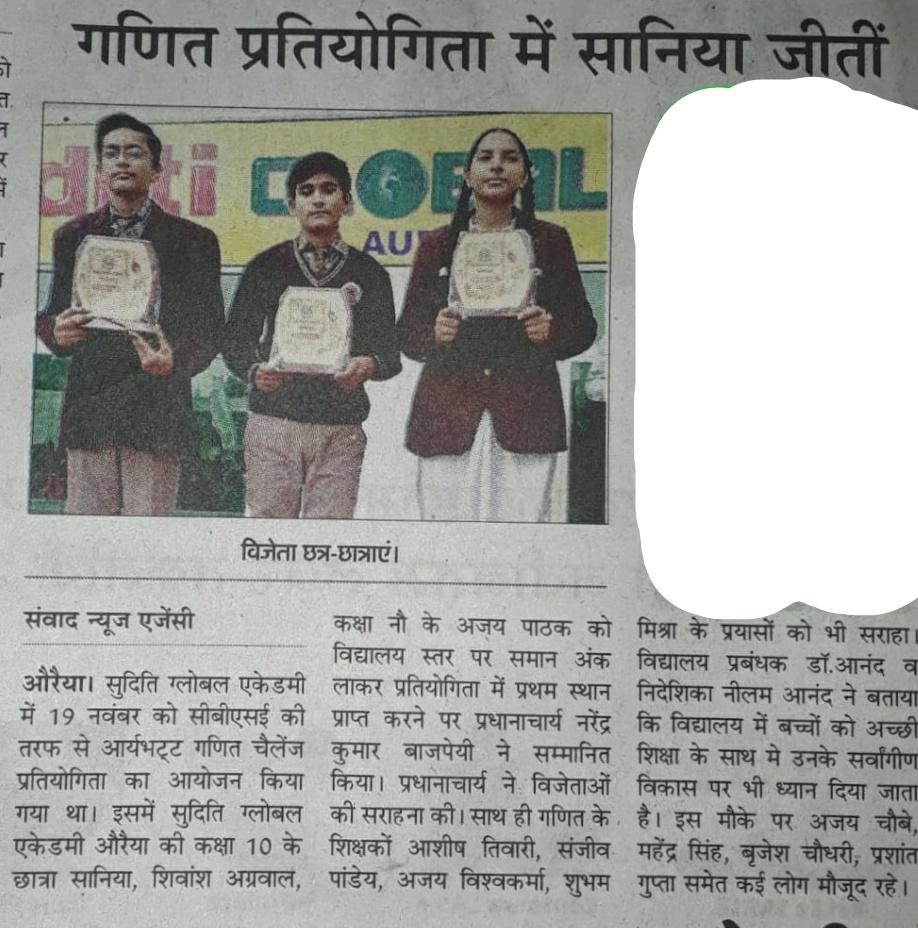 गणित प्रतियोगिता में सानिया जीतीं
diti GLOBAL
AU
विजेता छत्र-छात्राएं।
संवाद न्यूज एजेंसी
औरैया। सुदिति ग्लोबल एकेडमी
में 19 नवंबर को सीबीएसई की
तरफ से आर्यभट्ट गणित चैलेंज
प्रतियोगिता का आयोजन किया
गया था। इसमें सुदिति ग्लोबल
एकेडमी औरैया की कक्षा 10 के
छात्रा सानिया, शिवांश अग्रवाल,
कक्षा नौ के अजय पाठक को
विद्यालय स्तर पर समान अंक
लाकर प्रतियोगिता में प्रथम स्थान
प्राप्त करने पर प्रधानाचार्य नरेंद्र
कुमार बाजपेयी ने सम्मानित
किया। प्रधानाचार्य ने विजेताओं
की सराहना की। साथ ही गणित के
शिक्षकों आशीष तिवारी, संजीव
पांडेय, अजय विश्वकर्मा, शुभम
मिश्रा के प्रयासों को भी सराहा।
विद्यालय प्रबंधक डॉ.आनंद व
निदेशिका नीलम आनंद ने बताया
कि विद्यालय में बच्चों को अच्छी
शिक्षा के साथ मे उनके सर्वांगीण
विकास पर भी ध्यान दिया जाता
है। इस मौके पर अजय चौबे,
महेंद्र सिंह, बृजेश चौधरी, प्रशांत
गुप्ता समेत कई लोग मौजूद रहे।